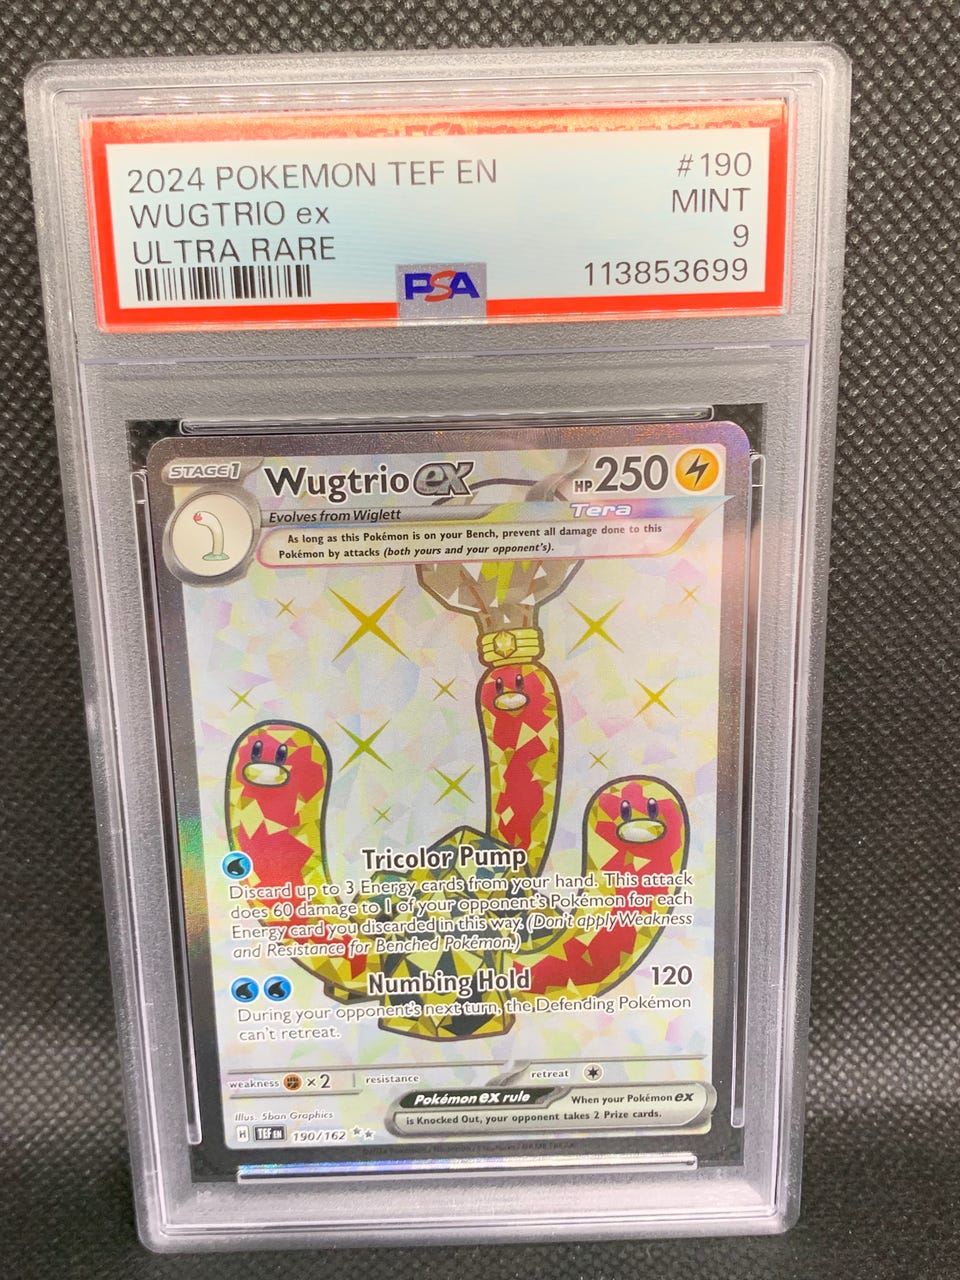 2024 POKEMON TEF EN
#190
WUGTRIO ex
MINT
ULTRA RARE
9
PSA
113853699
STAGE1
Wugtrio ex
HP 250
Evolves from Wiglett
Tera
As long as this Pokémon is on your Bench, prevent all damage done to this
Pokémon by attacks (both yours and your opponent's).
Tricolor Pump
Discard up to 3 Energy cards from your hand. This attack
does 60 damage to 1 of your opponent's Pokémon for each
Energy card you discarded in this way. (Don't apply Weakness
and Resistance for Benched Pokémon.)
Numbing Hold 120
During your opponent's next turn, the Defending Pokémon
can't retreat.
weakness ×2 resistance retreat
Pokémon ex rule
When your Pokémon ex
is Knocked Out, your opponent takes 2 Prize cards.
Illus. 5ban Graphics
H TEF EN 190/162